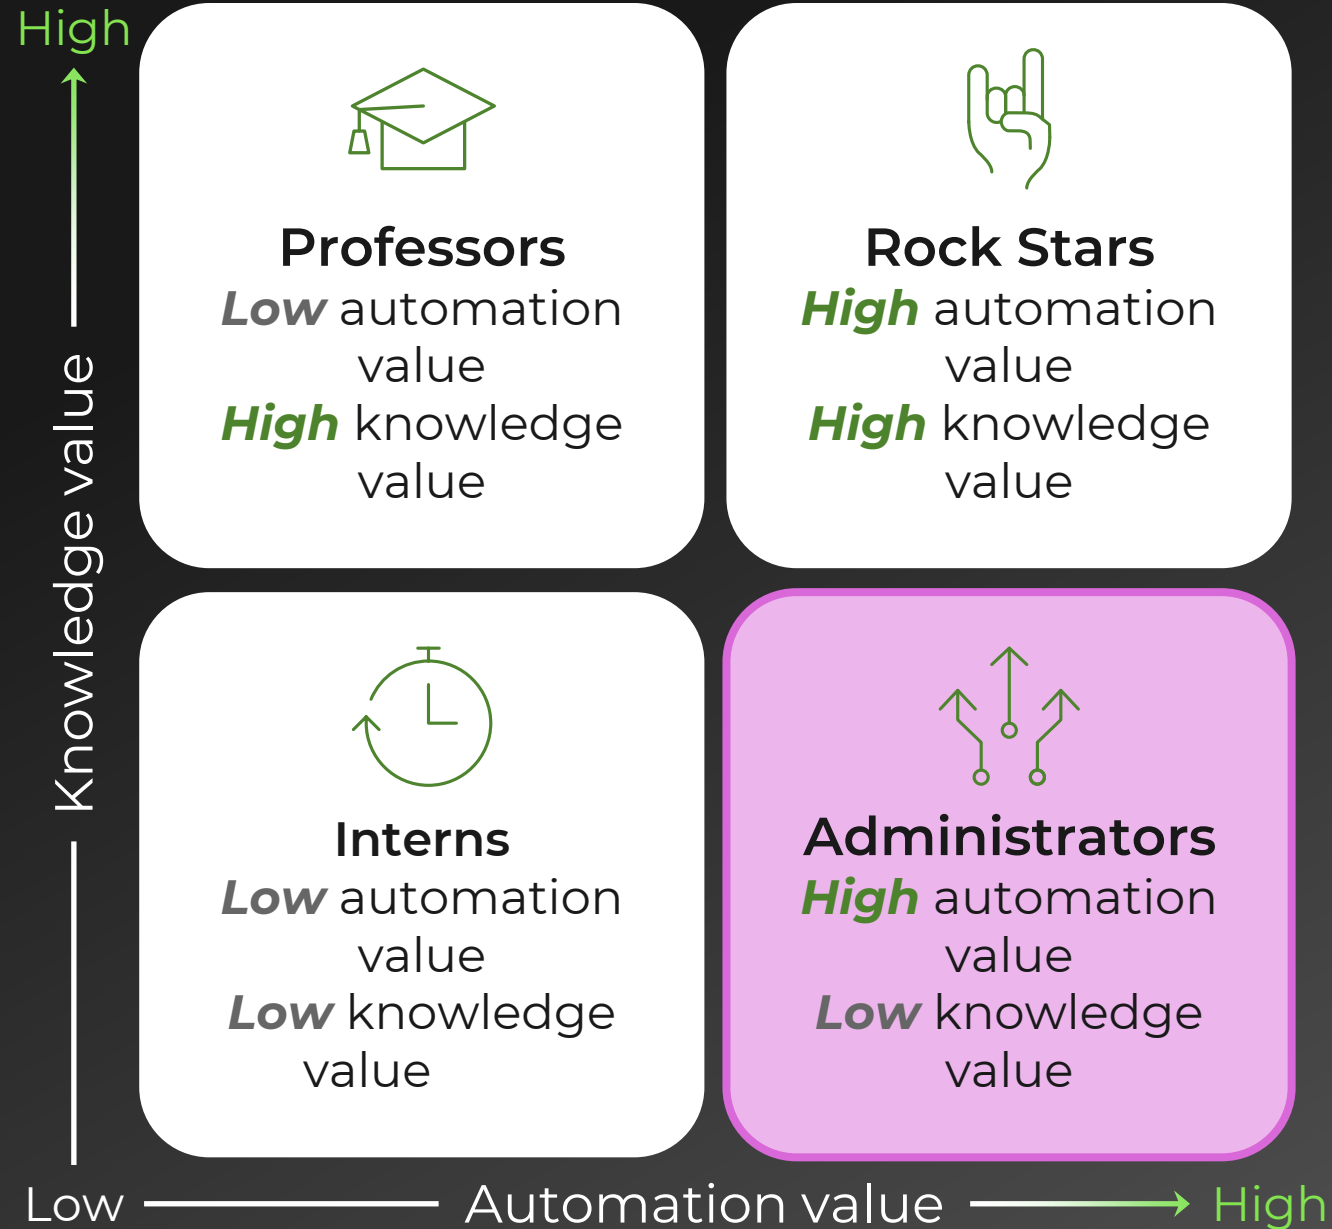 High
Knowledge value
Professors
Low automation
value
High knowledge
value
Rock Stars
High automation
value
High knowledge
value
Interns
Low automation
value
Low knowledge
value
Administrators
High automation
value
Low knowledge
value
Low
Automation value
High